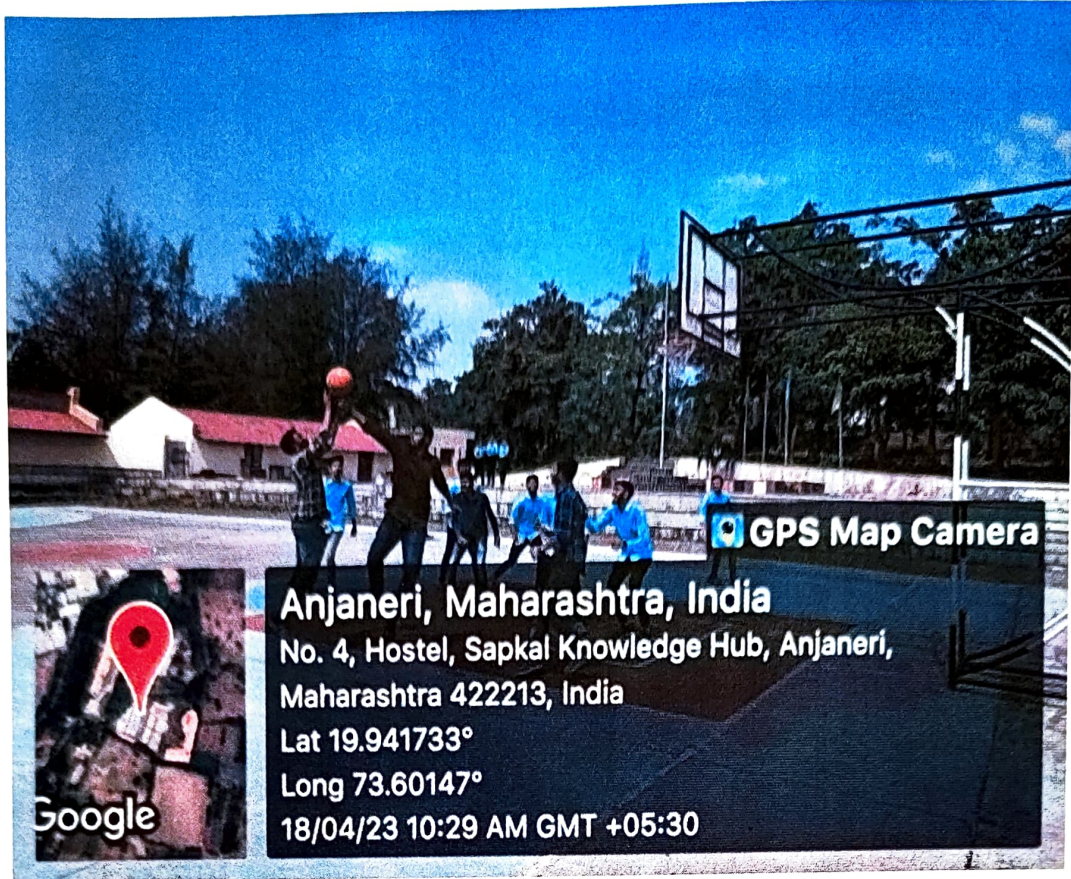 GPS Map Camera
Anjaneri, Maharashtra, India
No. 4, Hostel, Sapkal Knowledge Hub, Anjaneri,
Maharashtra 422213, India
Lat 19.941733°
Long 73.60147°
18/04/23 10:29 AM GMT +05:30
Google